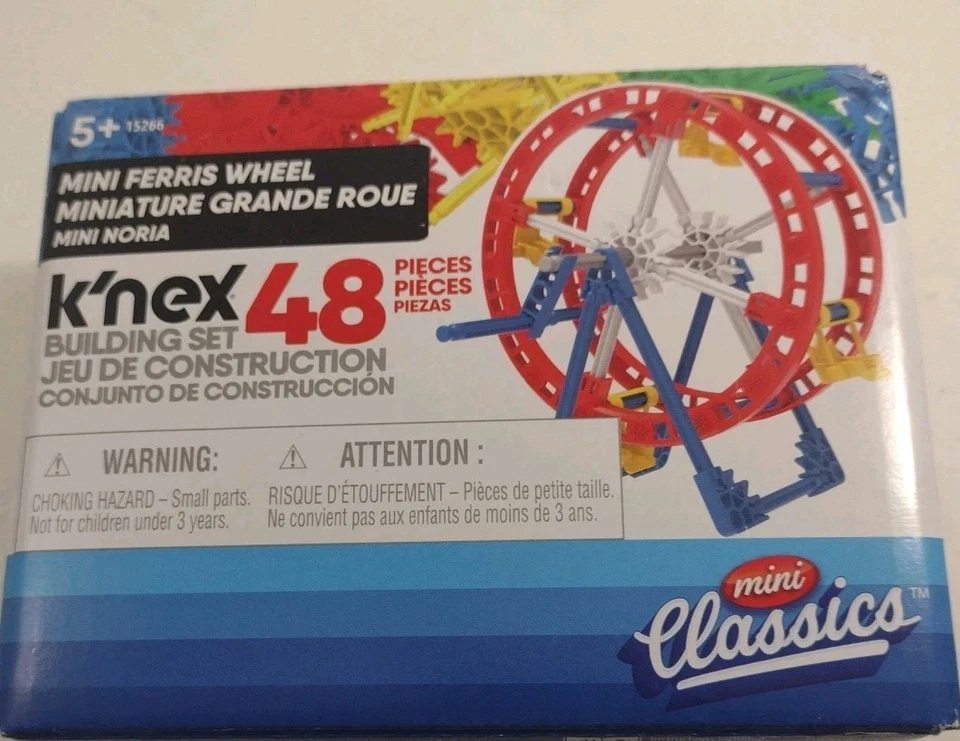 5+ 15266
MINI FERRIS WHEEL
MINIATURE GRANDE ROUE
MINI NORIA
k'nex
48
PIECES
PIÈCES
PIEZAS
BUILDING SET
JEU DE CONSTRUCTION
CONJUNTO DE CONSTRUCCIÓN
WARNING:
CHOKING HAZARD – Small parts.
Not for children under 3 years.
ATTENTION :
RISQUE D'ÉTOUFFEMENT – Pièces de petite taille.
Ne convient pas aux enfants de moins de 3 ans.
mini
Classics™